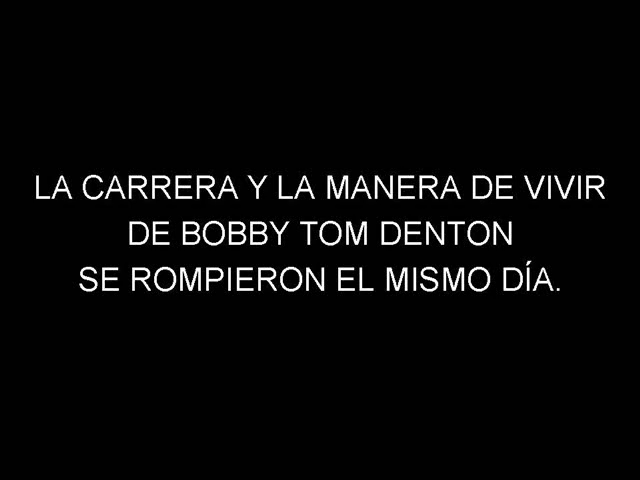 LA CARRERA Y LA MANERA DE VIVIR
DE BOBBY TOM DENTON
SE ROMPIERON EL MISMO DÍA.